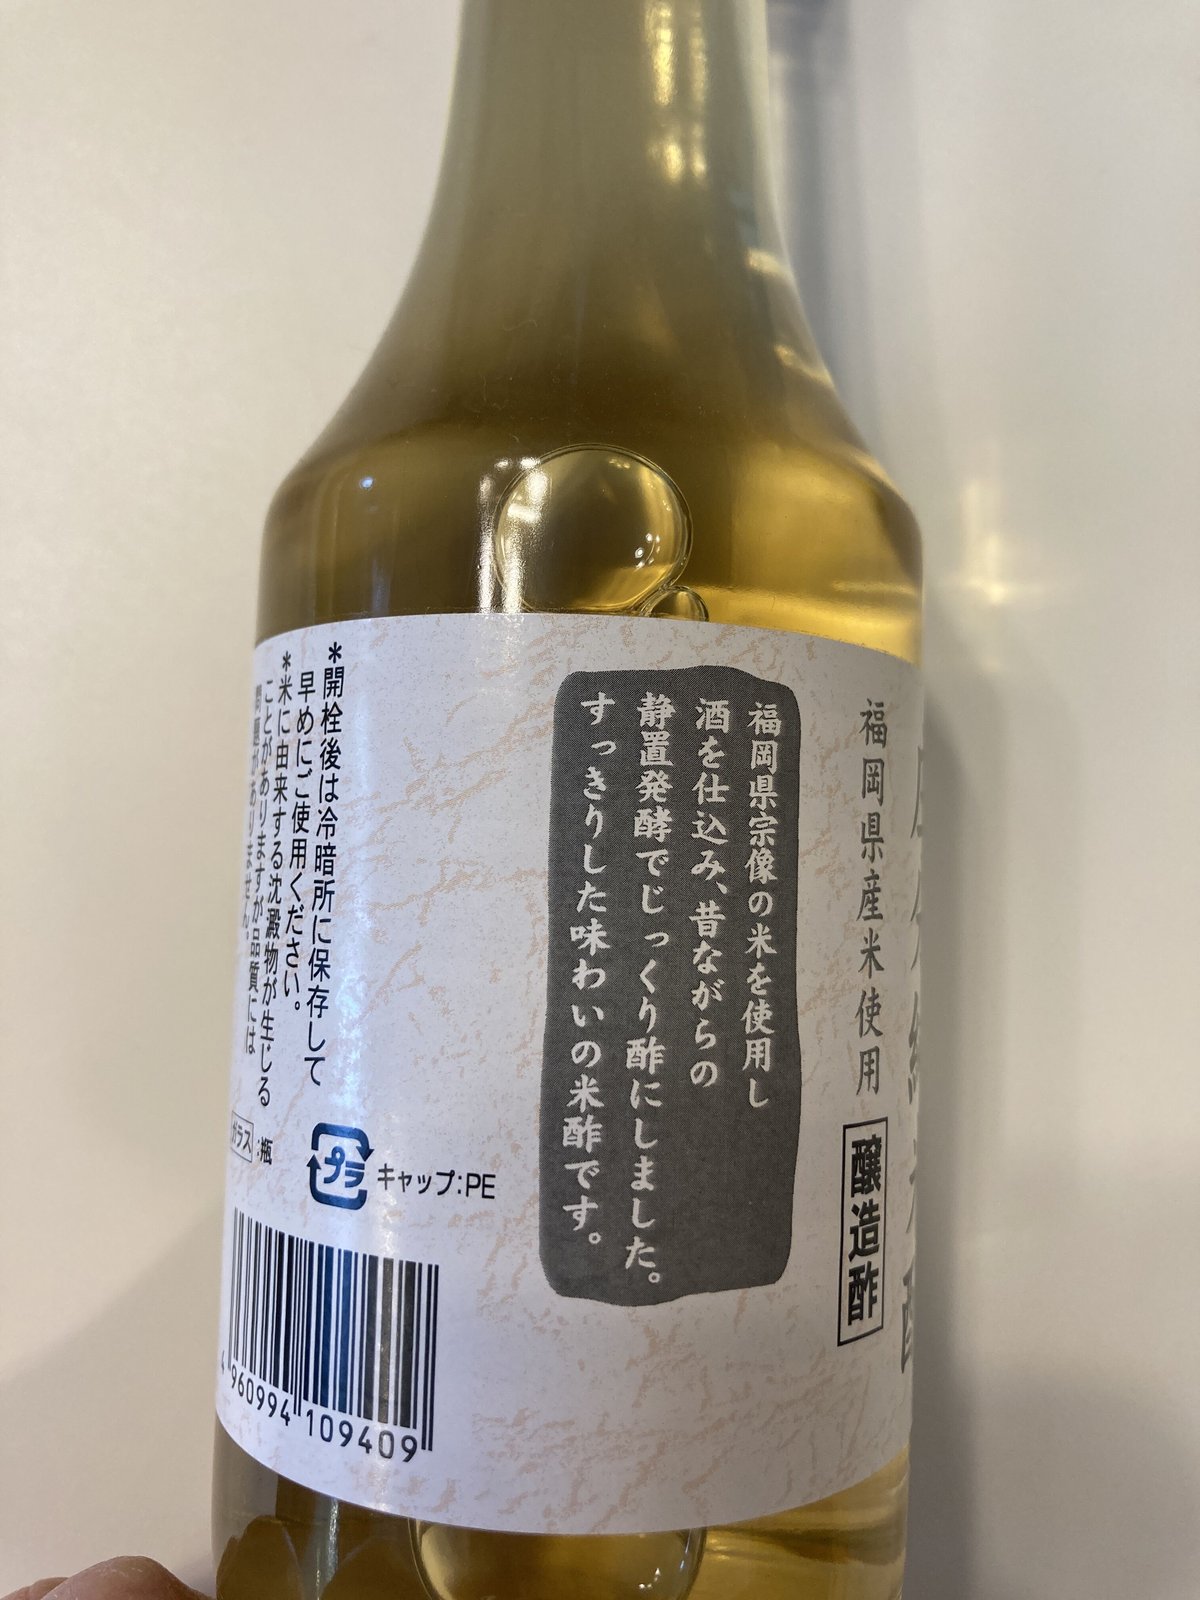 福岡県産米使用
醸造酢
福岡県宗像の米を使用し
酒を仕込み、昔ながらの
静置発酵でじっくり酢にしました。
すっきりした味わいの米酢です。
*開栓後は冷暗所に保存して
早めにご使用ください。
*米に由来する沈澱物が生じる
ことがありますが品質には
問題ありません。
ガラス:瓶
プラ キャップ:PE
4 960994 109409